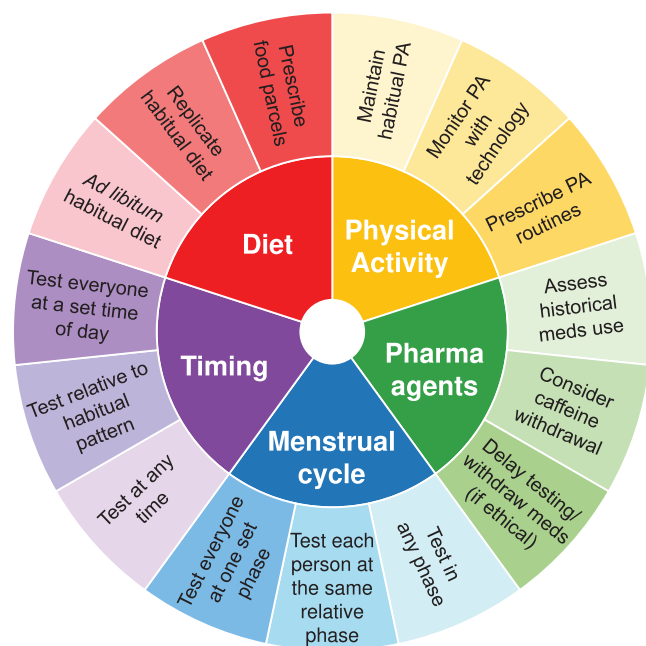 Diet
Prescribe
food parcels
Replicate
habitual diet
Ad libitum
habitual diet
Physical
Activity
Maintain
habitual PA
Monitor PA
with
technology
Prescribe PA
routines
Pharma
agents
Assess
historical
meds use
Consider
caffeine
withdrawal
Delay testing/
withdraw meds
(if ethical)
Menstrual
cycle
Test in
any phase
Test each
person at
the same
relative
phase
Test everyone
at one set
phase
Timing
Test at any
time
Test relative to
habitual
pattern
Test everyone
at a set time
of day